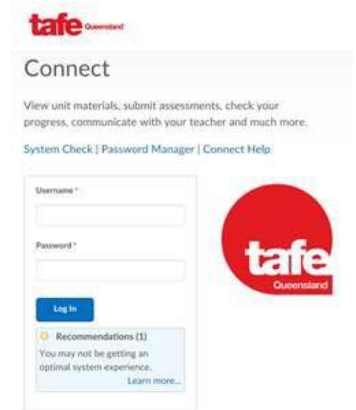 tafe Queensland
Connect
View unit materials, submit assessments, check your
progress, communicate with your teacher and much more.
System Check | Password Manager | Connect Help
Username *
Password *
Log In
Recommendations (1)
You may not be getting an
optimal system experience.
Learn more...
tafe
Queensland